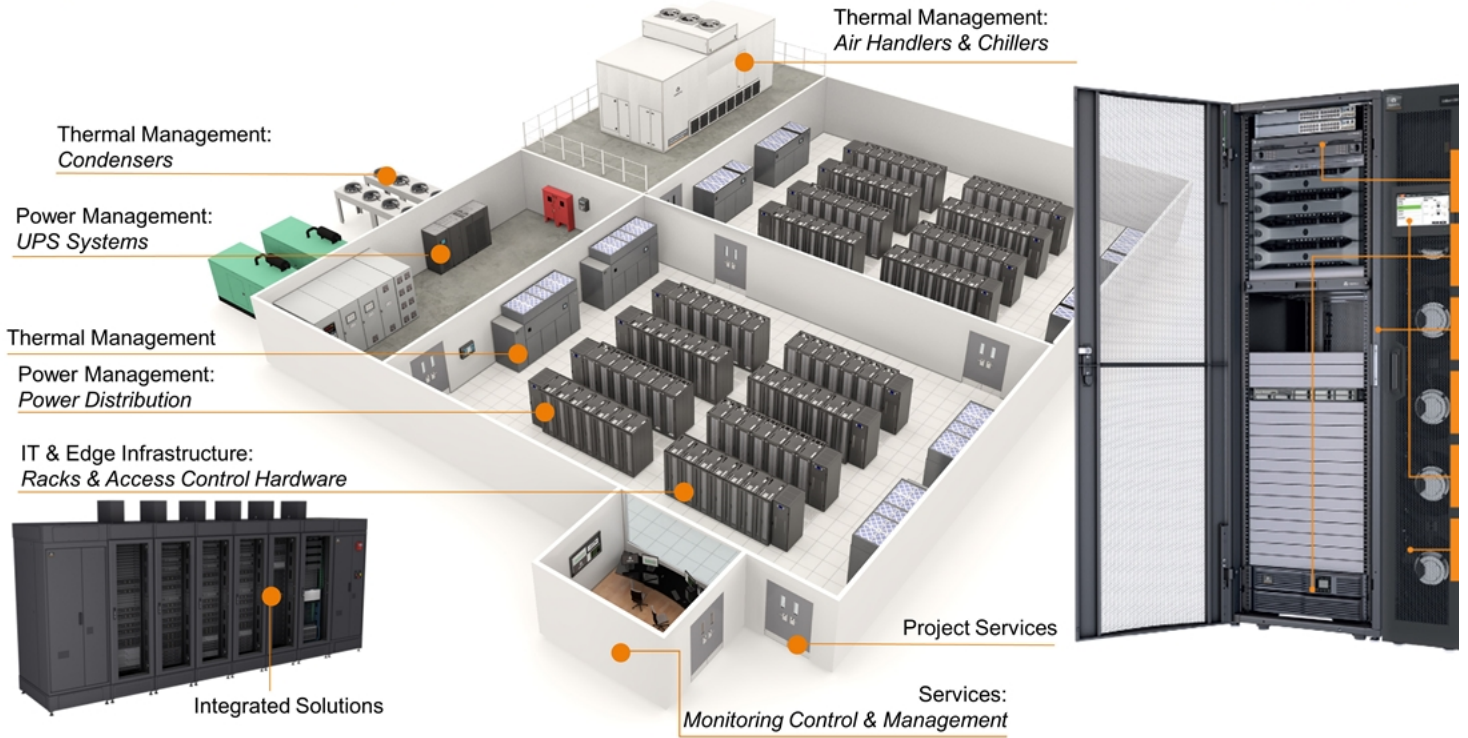 Thermal Management:
Air Handlers & Chillers
Thermal Management:
Condensers
Power Management:
UPS Systems
Thermal Management
Power Management:
Power Distribution
IT & Edge Infrastructure:
Racks & Access Control Hardware
Integrated Solutions
Project Services
Services:
Monitoring Control & Management